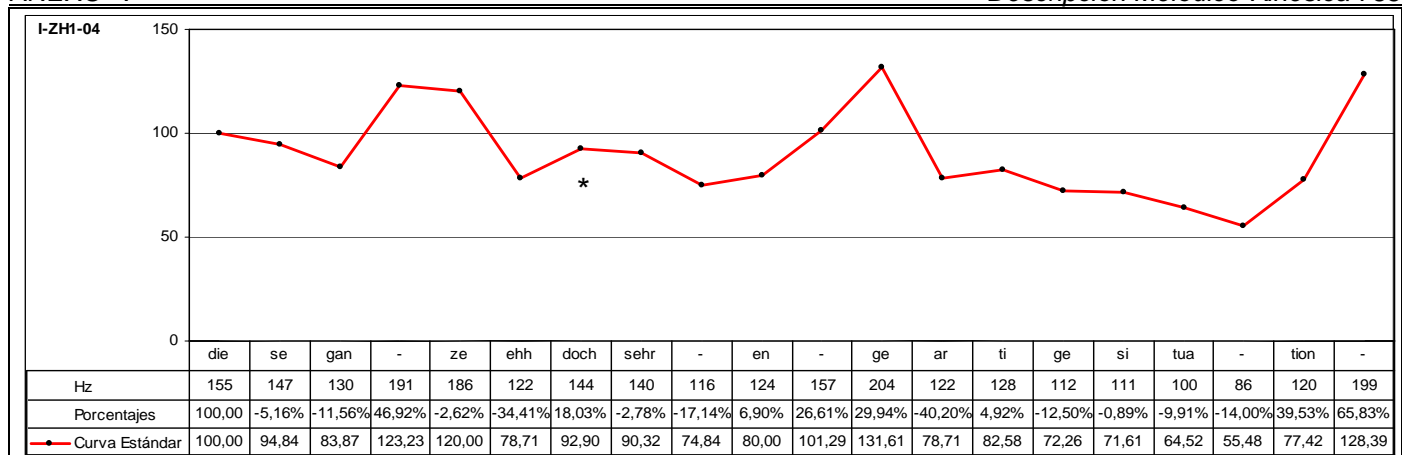 I-ZH1-04
150
100
50
0
*
die se gan - ze ehh doch sehr - en - ge ar ti ge si tua - tion -
Hz 155 147 130 191 186 122 144 140 116 124 157 204 122 128 112 111 100 86 120 199
Porcentajes 100,00 -5,16% -11,56% 46,92% -2,62% -34,41% 18,03% -2,78% -17,14% 6,90% 26,61% 29,94% -40,20% 4,92% -12,50% -0,89% -9,91% -14,00% 39,53% 65,83%
Curva Estándar 100,00 94,84 83,87 123,23 120,00 78,71 92,90 90,32 74,84 80,00 101,29 131,61 78,71 82,58 72,26 71,61 64,52 55,48 77,42 128,39